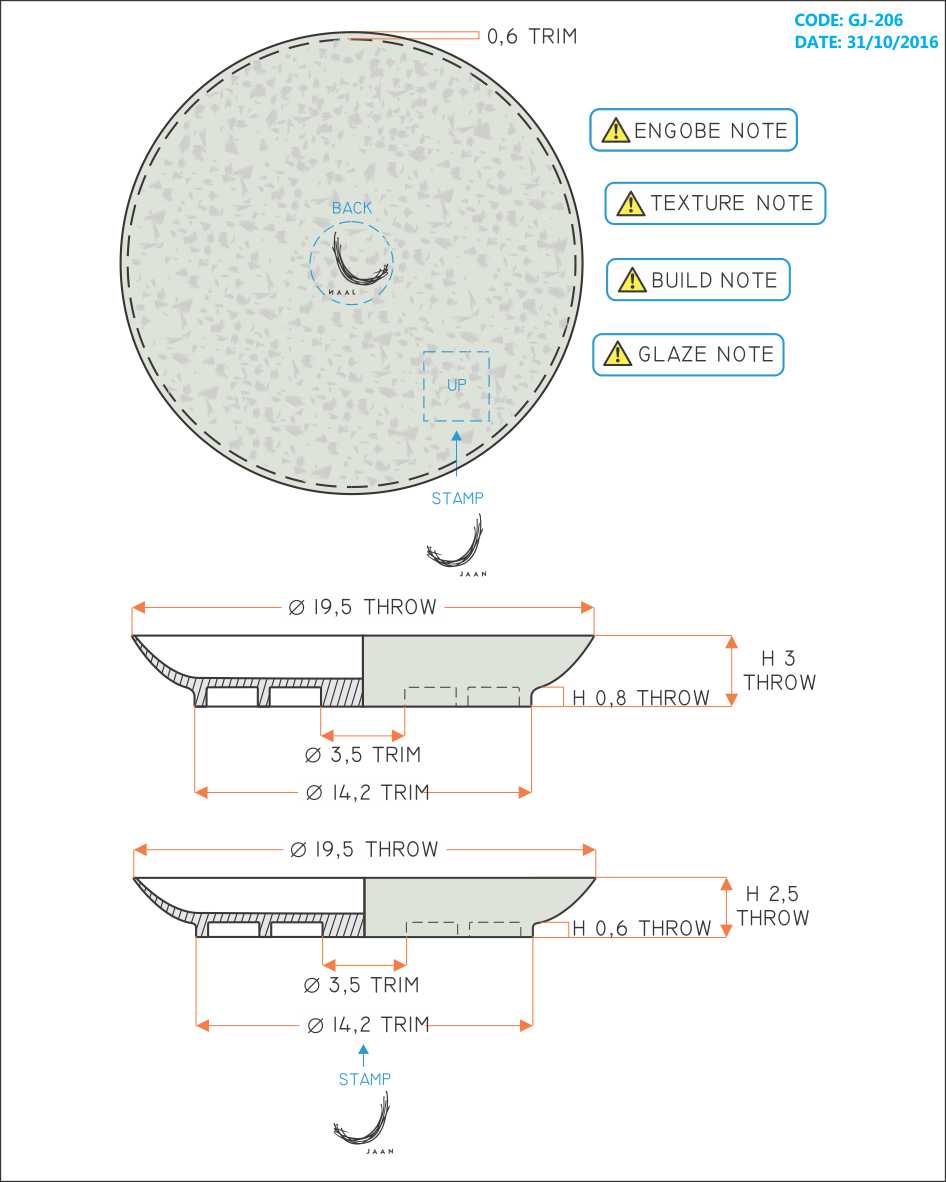 CODE: GJ-206
DATE: 31/10/2016
0,6 TRIM
ENGOBE NOTE
TEXTURE NOTE
BUILD NOTE
GLAZE NOTE
BACK
JAAN
UP
STAMP
JAAN
Ø 19,5 THROW
H 3
THROW
H 0,8 THROW
Ø 3,5 TRIM
Ø 14,2 TRIM
Ø 19,5 THROW
H 2,5
THROW
H 0,6 THROW
Ø 3,5 TRIM
Ø 14,2 TRIM
STAMP
JAAN